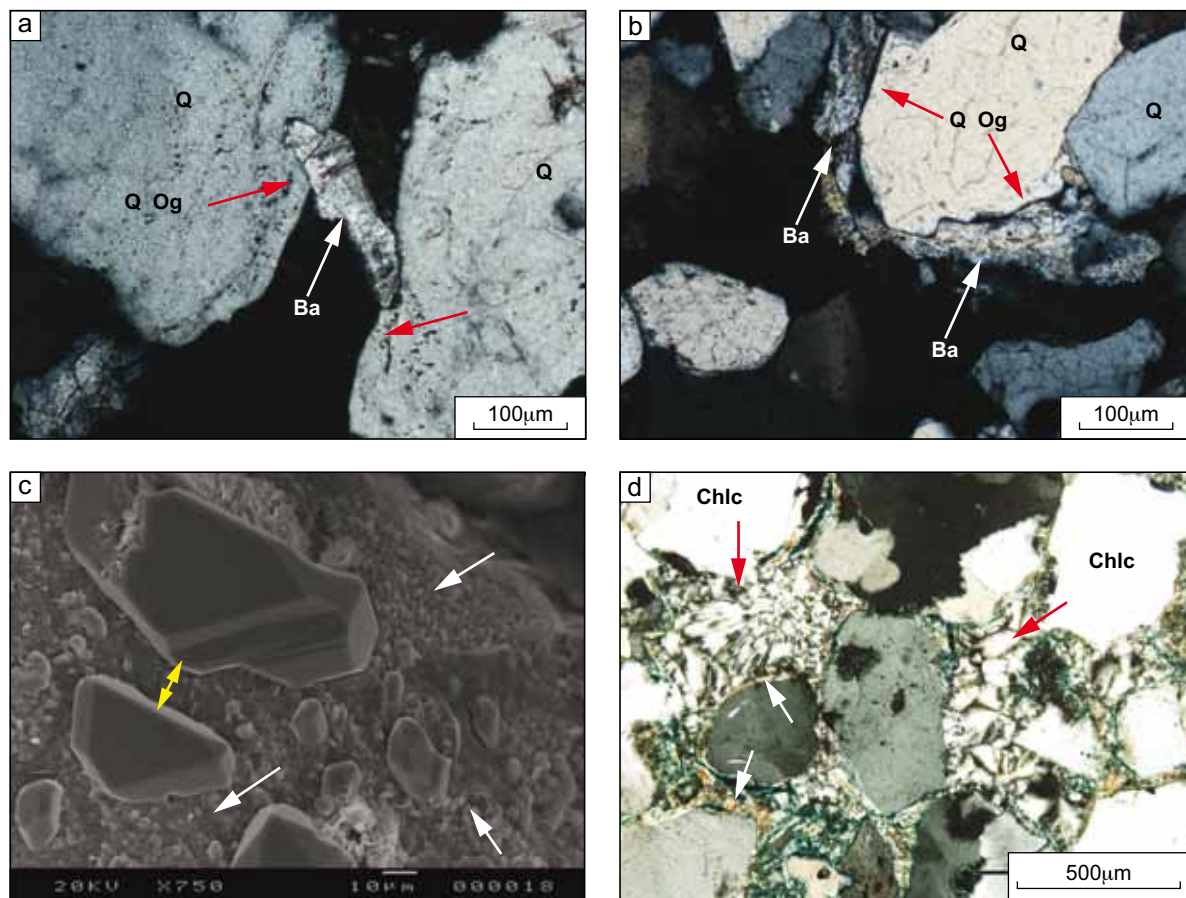 a
Q
Q
Q Og
Ba
100µm
b
Q
Q
Q Og
Ba
Ba
100µm
c
20KV X750 10µm 000018
d
Chlc
Chlc
500µm